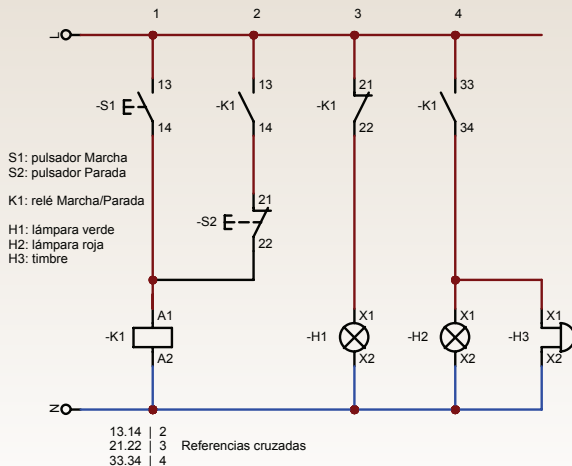 1 2 3 4
L
13 13 21 33
-S1 -K1 -K1 -K1
14 14 22 34
S1: pulsador Marcha
S2: pulsador Parada
K1: relé Marcha/Parada
H1: lámpara verde
H2: lámpara roja
H3: timbre
21
-S2
22
A1 X1 X1 X1
-K1 -H1 -H2 -H3
A2 X2 X2 X2
N
13.14 | 2
21.22 | 3 Referencias cruzadas
33.34 | 4